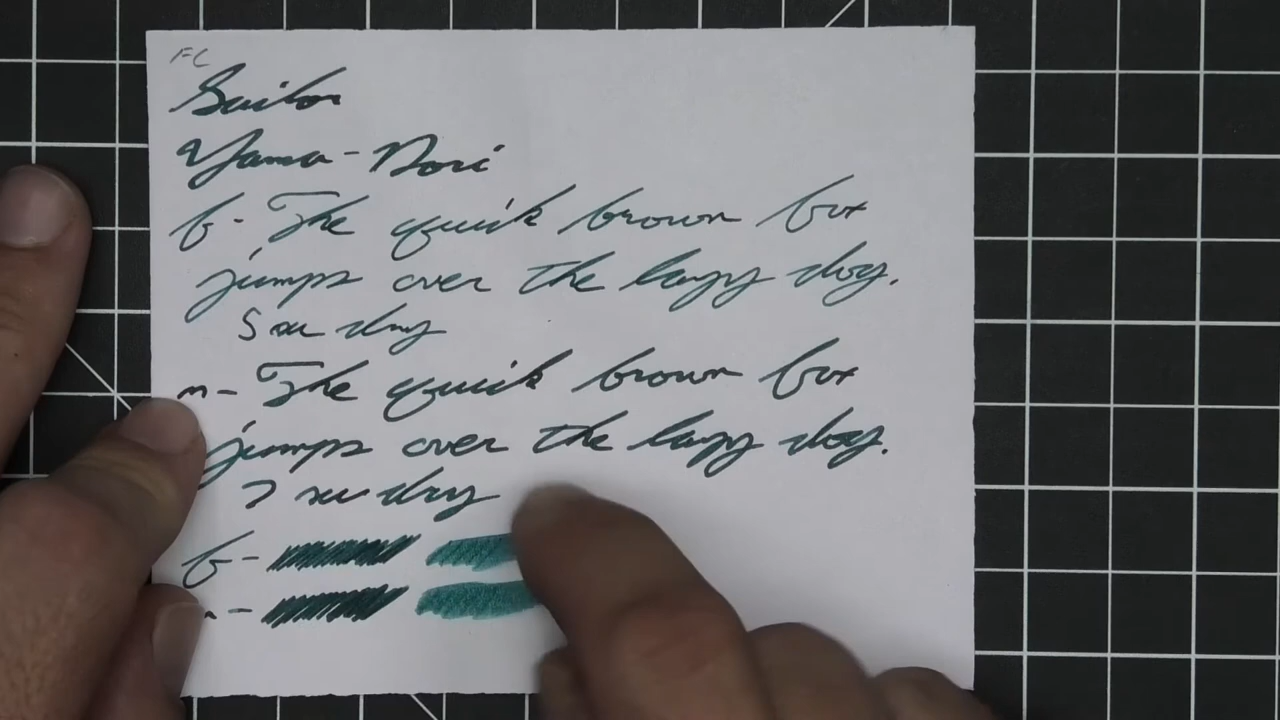 FC
Sailor
Yama-Dori
f- The quick brown fox
jumps over the lazy dog.
5 sec dry
m- The quick brown fox
jumps over the lazy dog.
7 sec dry
f-
m-